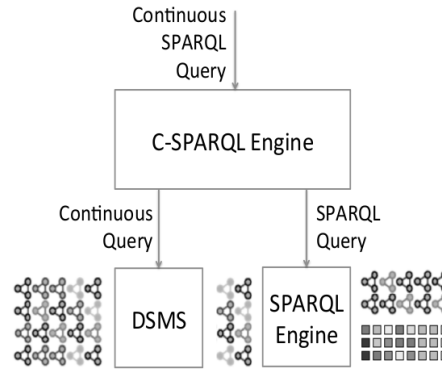 Continuous
SPARQL
Query
C-SPARQL Engine
Continuous
Query
SPARQL
Query
DSMS
SPARQL
Engine